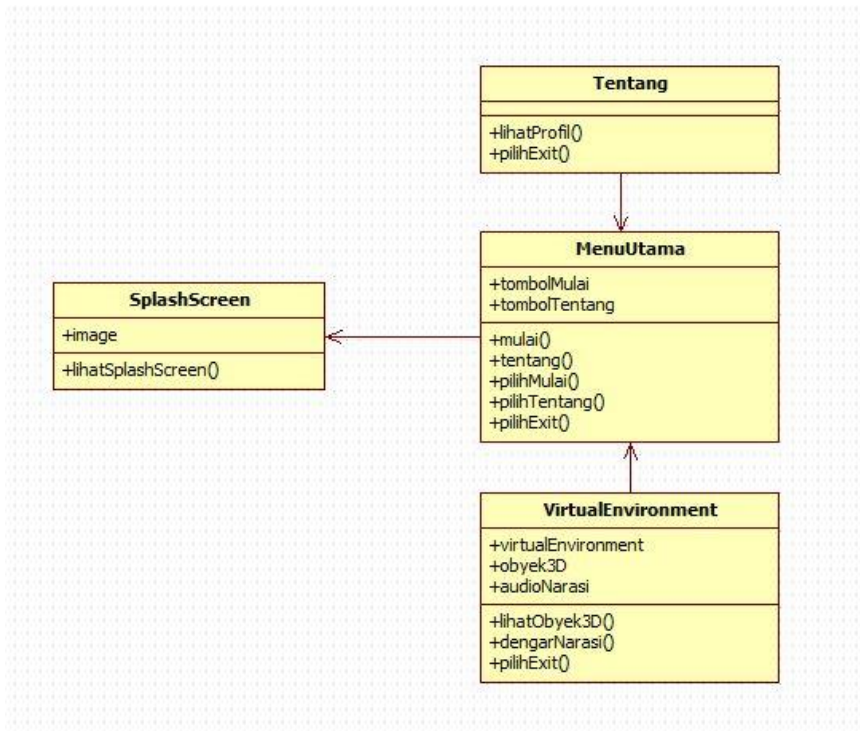 Tentang
+lihatProfil()
+pilihExit()
MenuUtama
+tombolMulai
+tombolTentang
+mulai()
+tentang()
+pilihMulai()
+pilihTentang()
+pilihExit()
SplashScreen
+image
+lihatSplashScreen()
VirtualEnvironment
+virtualEnvironment
+obyek3D
+audioNarasi
+lihatObyek3D()
+dengarNarasi()
+pilihExit()